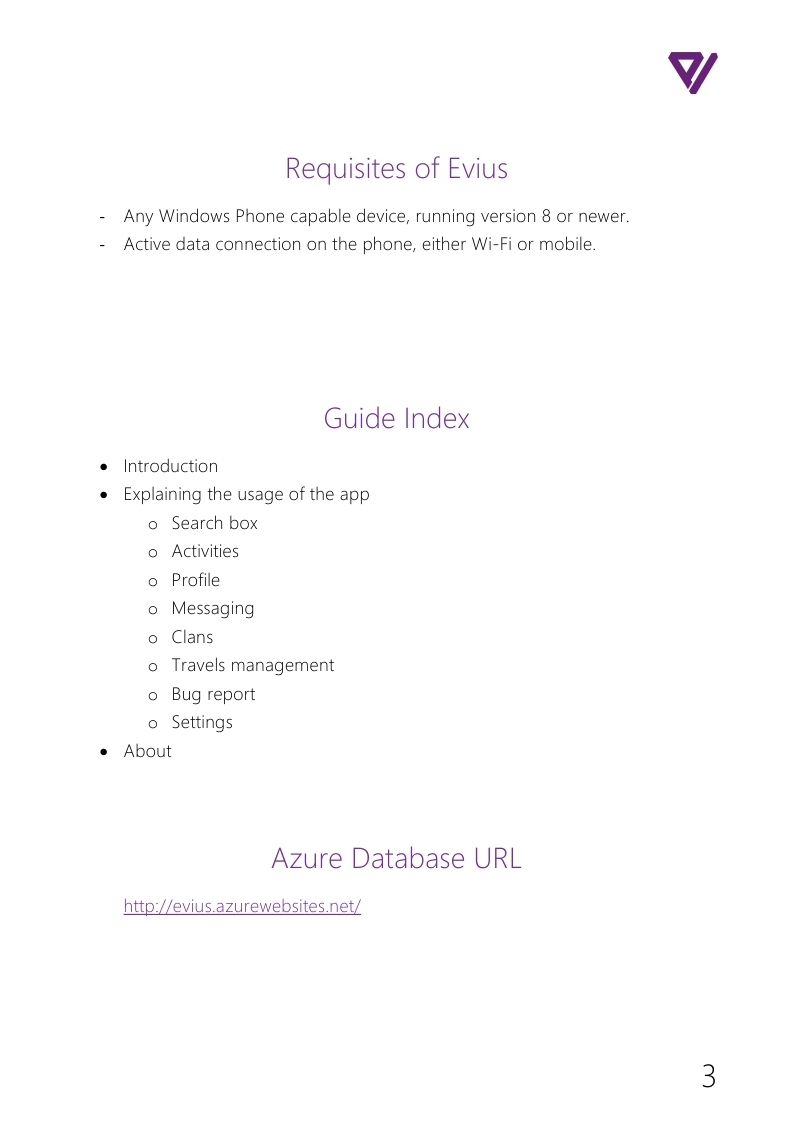 Requisites of Evius
- Any Windows Phone capable device, running version 8 or newer.
- Active data connection on the phone, either Wi-Fi or mobile.
Guide Index
• Introduction
• Explaining the usage of the app
o Search box
o Activities
o Profile
o Messaging
o Clans
o Travels management
o Bug report
o Settings
• About
Azure Database URL
http://evius.azurewebsites.net/
3